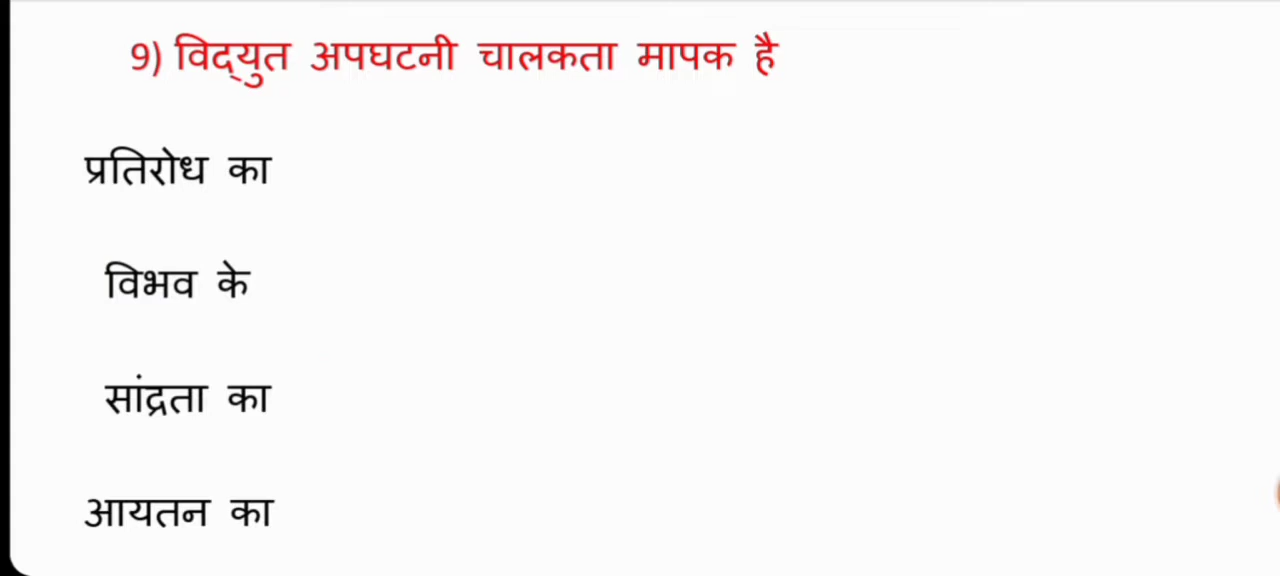 9) विद्युत अपघटनी चालकता मापक है
प्रतिरोध का
विभव के
सांद्रता का
आयतन का